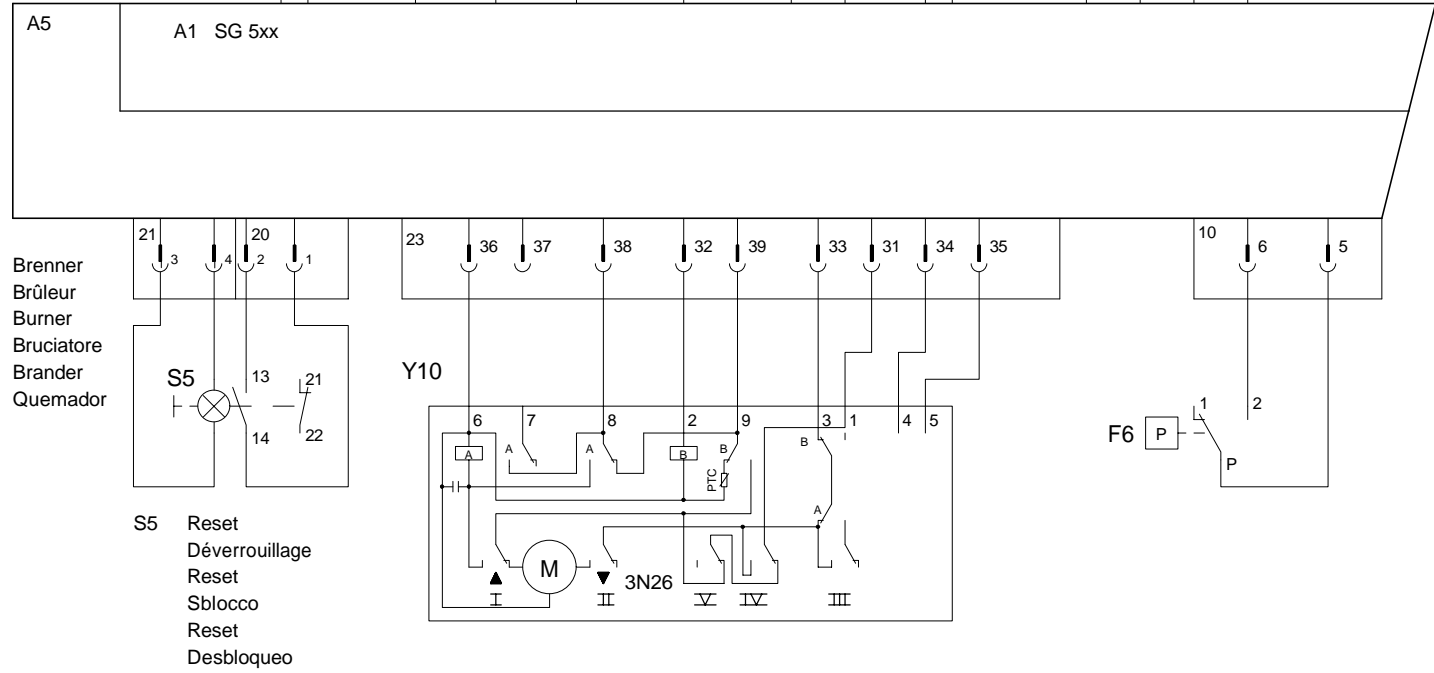 A5
A1 SG 5xx
21 3 4 20 2 1
23 36 37 38 32 39 33 31 34 35
10 6 5
Brenner
Brûleur
Burner
Bruciatore
Brander
Quemador
S5
13
21
14
22
Y10
6 7 8 2 9 3 1 4 5
A
A
A
B
B
PTC
B
A
M
3N26
I II V IV III
F6
P
1
2
P
S5 Reset
Déverrouillage
Reset
Sblocco
Reset
Desbloqueo